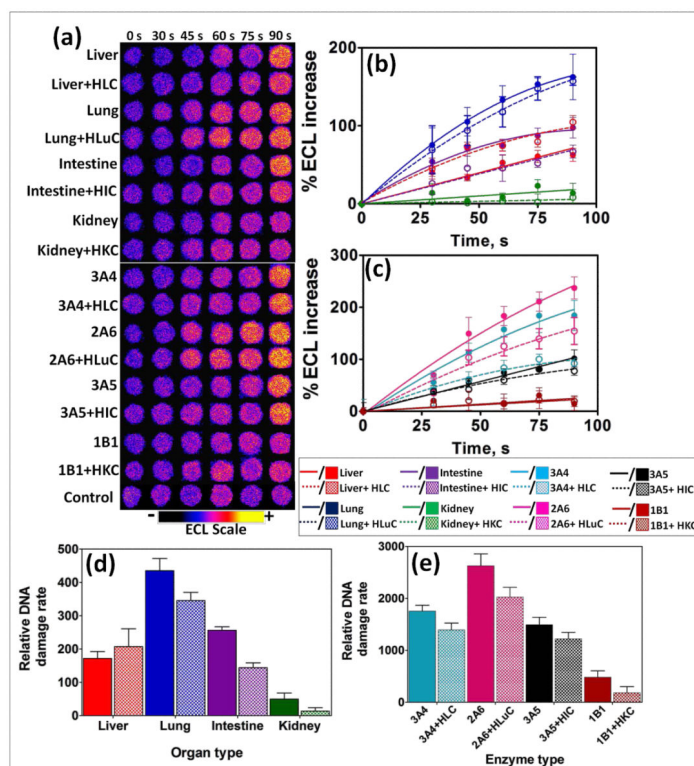 (a)
0 s 30 s 45 s 60 s 75 s 90 s
Liver
Liver+HLC
Lung
Lung+HLuC
Intestine
Intestine+HIC
Kidney
Kidney+HKC
3A4
3A4+HLC
2A6
2A6+HLuC
3A5
3A5+HIC
1B1
1B1+HKC
Control
- +
ECL Scale
(b)
% ECL increase
200
100
0
0 25 50 75 100
Time, s
(c)
% ECL increase
300
200
100
0
0 25 50 75 100
Time, s
/ Liver / Intestine / 3A4 / 3A5
/ Liver+ HLC / Intestine+ HIC / 3A4+ HLC / 3A5+ HIC
/ Lung / Kidney / 2A6 / 1B1
/ Lung+ HLuC / Kidney+ HKC / 2A6+ HLuC / 1B1+ HKC
(d)
Relative DNA
damage rate
500
400
300
200
100
0
Liver Lung Intestine Kidney
Organ type
(e)
Relative DNA
damage rate
3000
2000
1000
0
3A4 3A4+HLC 2A6 2A6+HLuC 3A5 3A5+HIC 1B1 1B1+HKC
Enzyme type